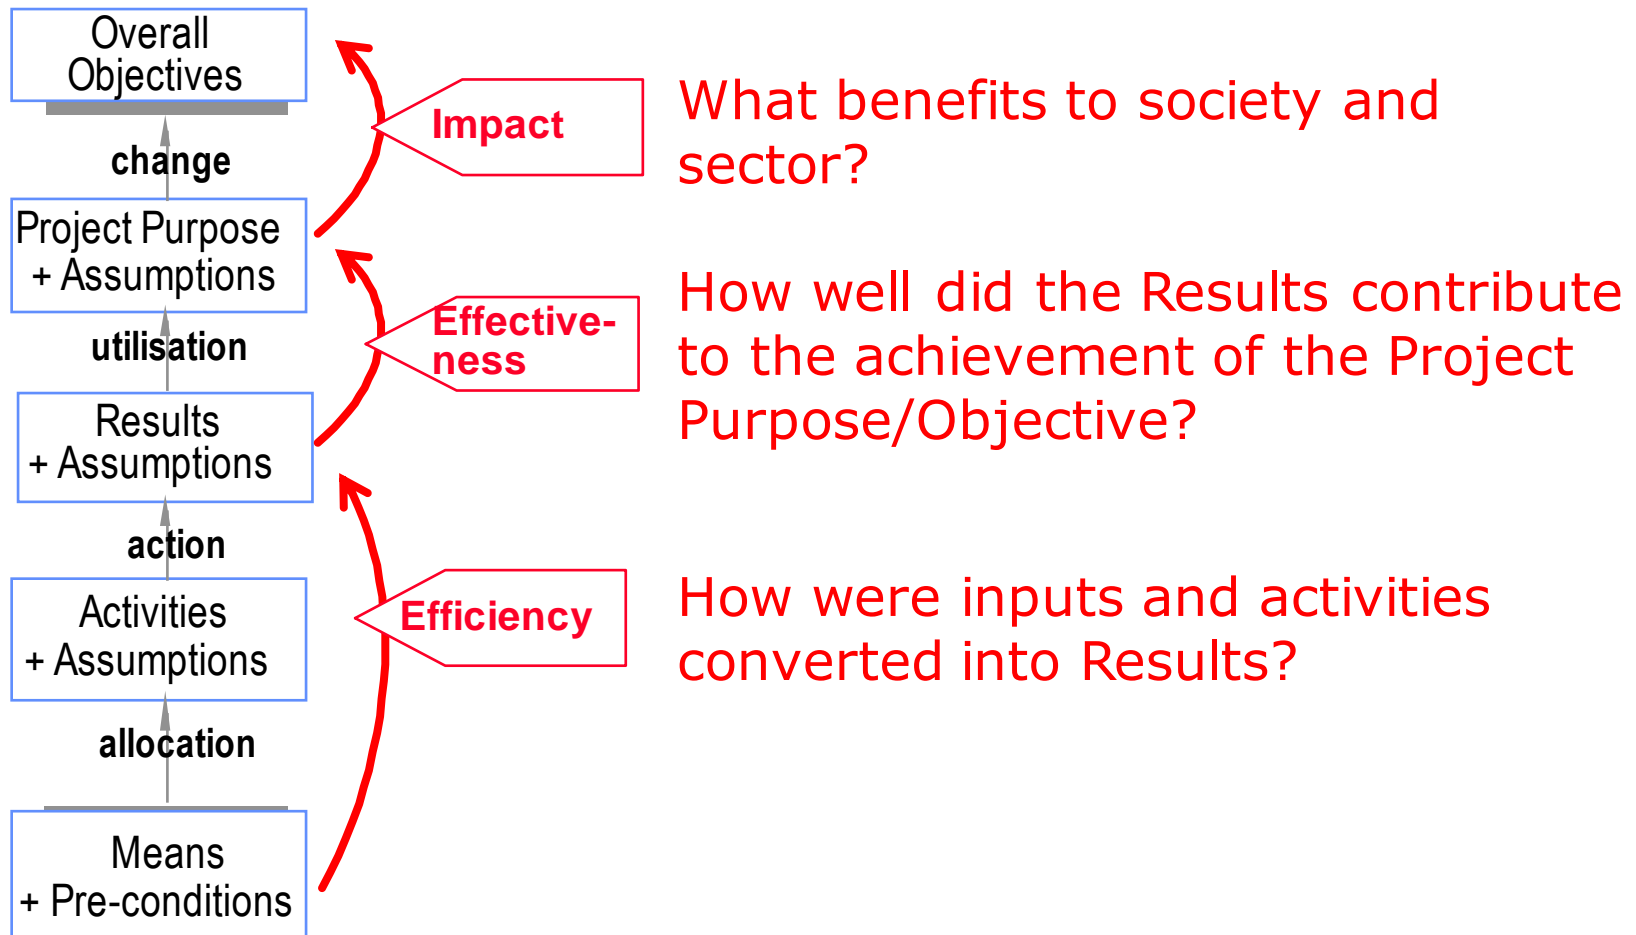 Overall
Objectives
change
Project Purpose
+ Assumptions
utilisation
Results
+ Assumptions
action
Activities
+ Assumptions
allocation
Means
+ Pre-conditions
Impact
What benefits to society and
sector?
Effective-
ness
How well did the Results contribute
to the achievement of the Project
Purpose/Objective?
Efficiency
How were inputs and activities
converted into Results?